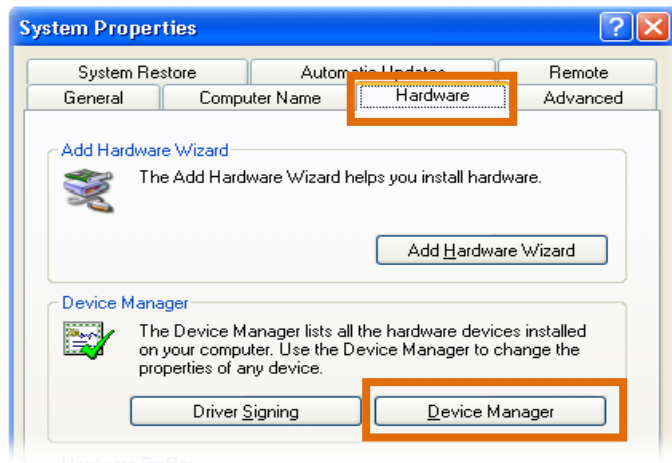 System Properties
System Restore Automatic Updates Remote
General Computer Name Hardware Advanced
Add Hardware Wizard
The Add Hardware Wizard helps you install hardware.
Add Hardware Wizard
Device Manager
The Device Manager lists all the hardware devices installed
on your computer. Use the Device Manager to change the
properties of any device.
Driver Signing Device Manager